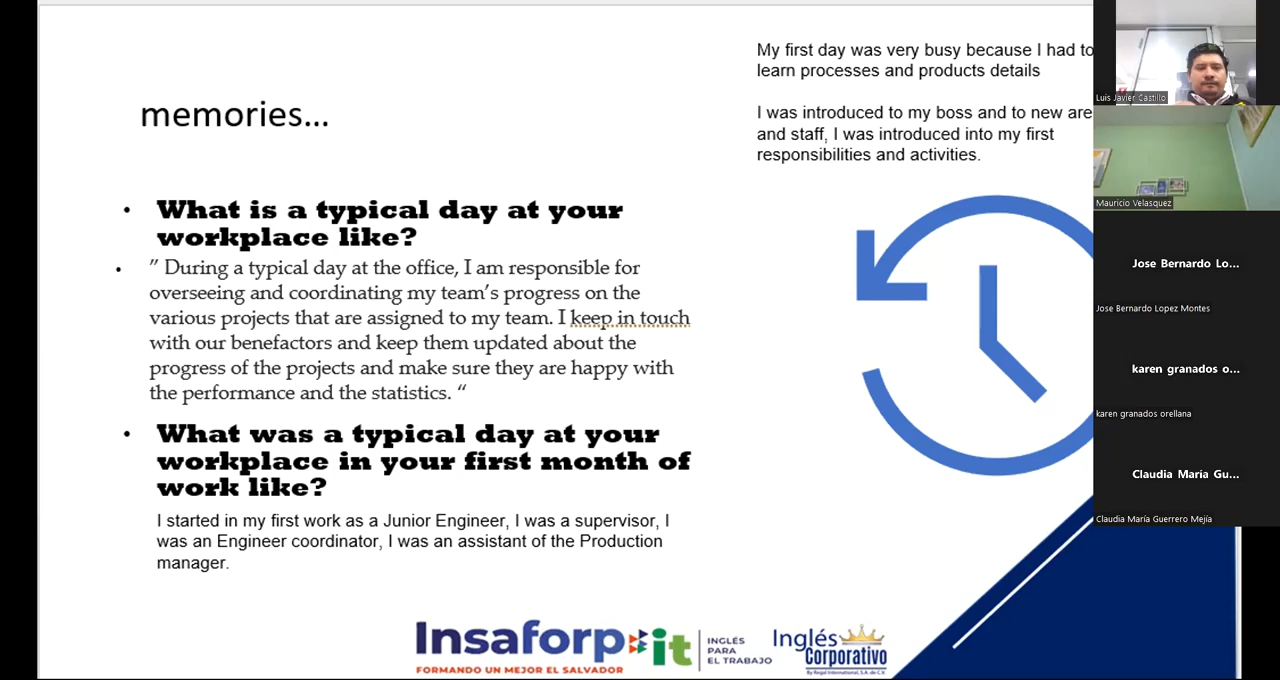 memories...
What is a typical day at your
workplace like?
" During a typical day at the office, I am responsible for
overseeing and coordinating my team's progress on the
various projects that are assigned to my team. I keep in touch
with our benefactors and keep them updated about the
progress of the projects and make sure they are happy with
the performance and the statistics. "
What was a typical day at your
workplace in your first month of
work like?
I started in my first work as a Junior Engineer, I was a supervisor, I
was an Engineer coordinator, I was an assistant of the Production
manager.
My first day was very busy because I had to
learn processes and products details
I was introduced to my boss and to new are
and staff, I was introduced into my first
responsibilities and activities.
Insaforp
FORMANDO UN MEJOR EL SALVADOR
it
INGLÉS
PARA
EL TRABAJO
Inglés
Corporativo
By Regal International, S.A. de C.V.
Luis Javier Castillo
Mauricio Velasquez
Jose Bernardo Lo...
Jose Bernardo Lopez Montes
karen granados o...
karen granados orellana
Claudia María Gu...
Claudia María Guerrero Mejía